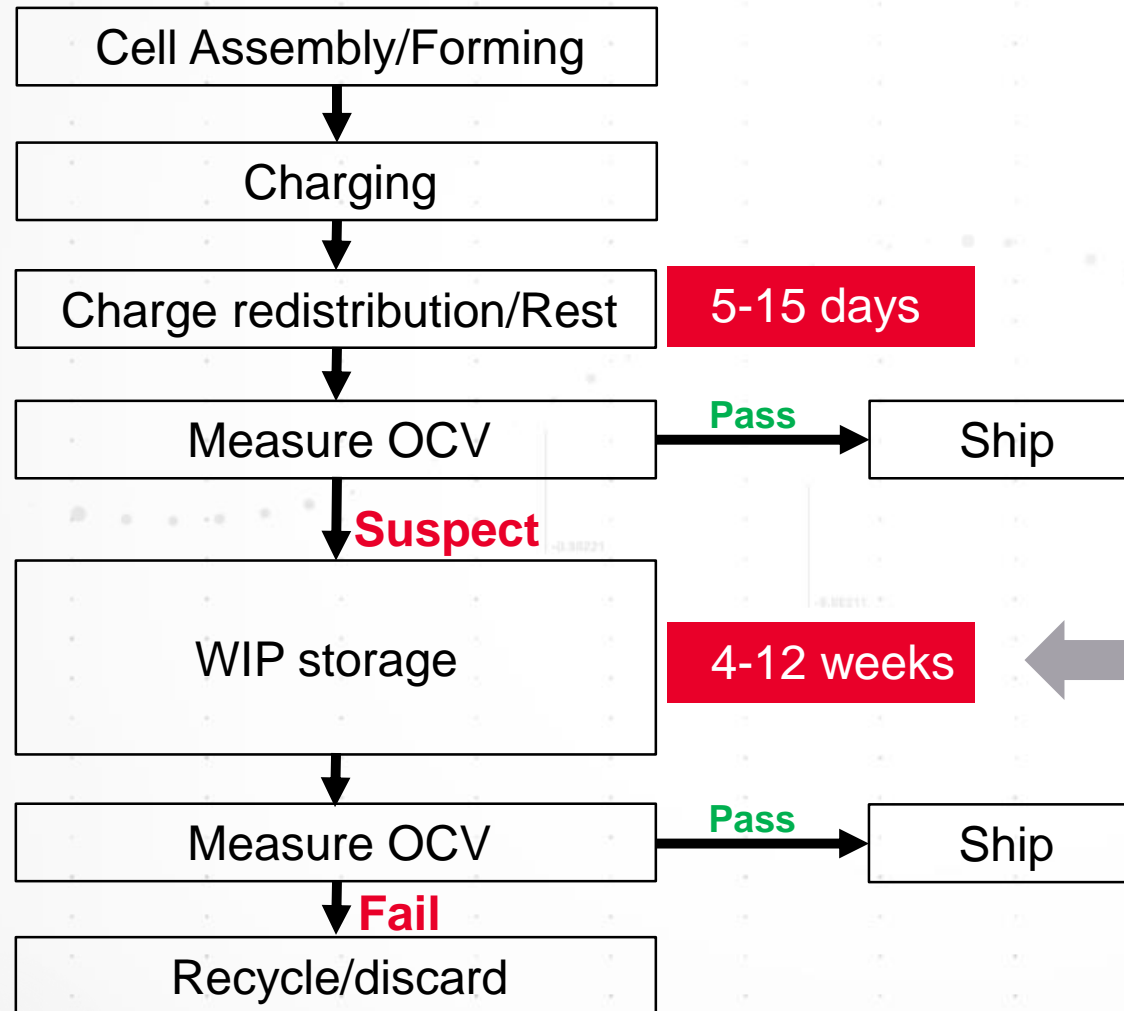 Cell Assembly/Forming
Charging
Charge redistribution/Rest
5-15 days
Measure OCV
Pass
Ship
Suspect
WIP storage
4-12 weeks
Measure OCV
Pass
Ship
Fail
Recycle/discard